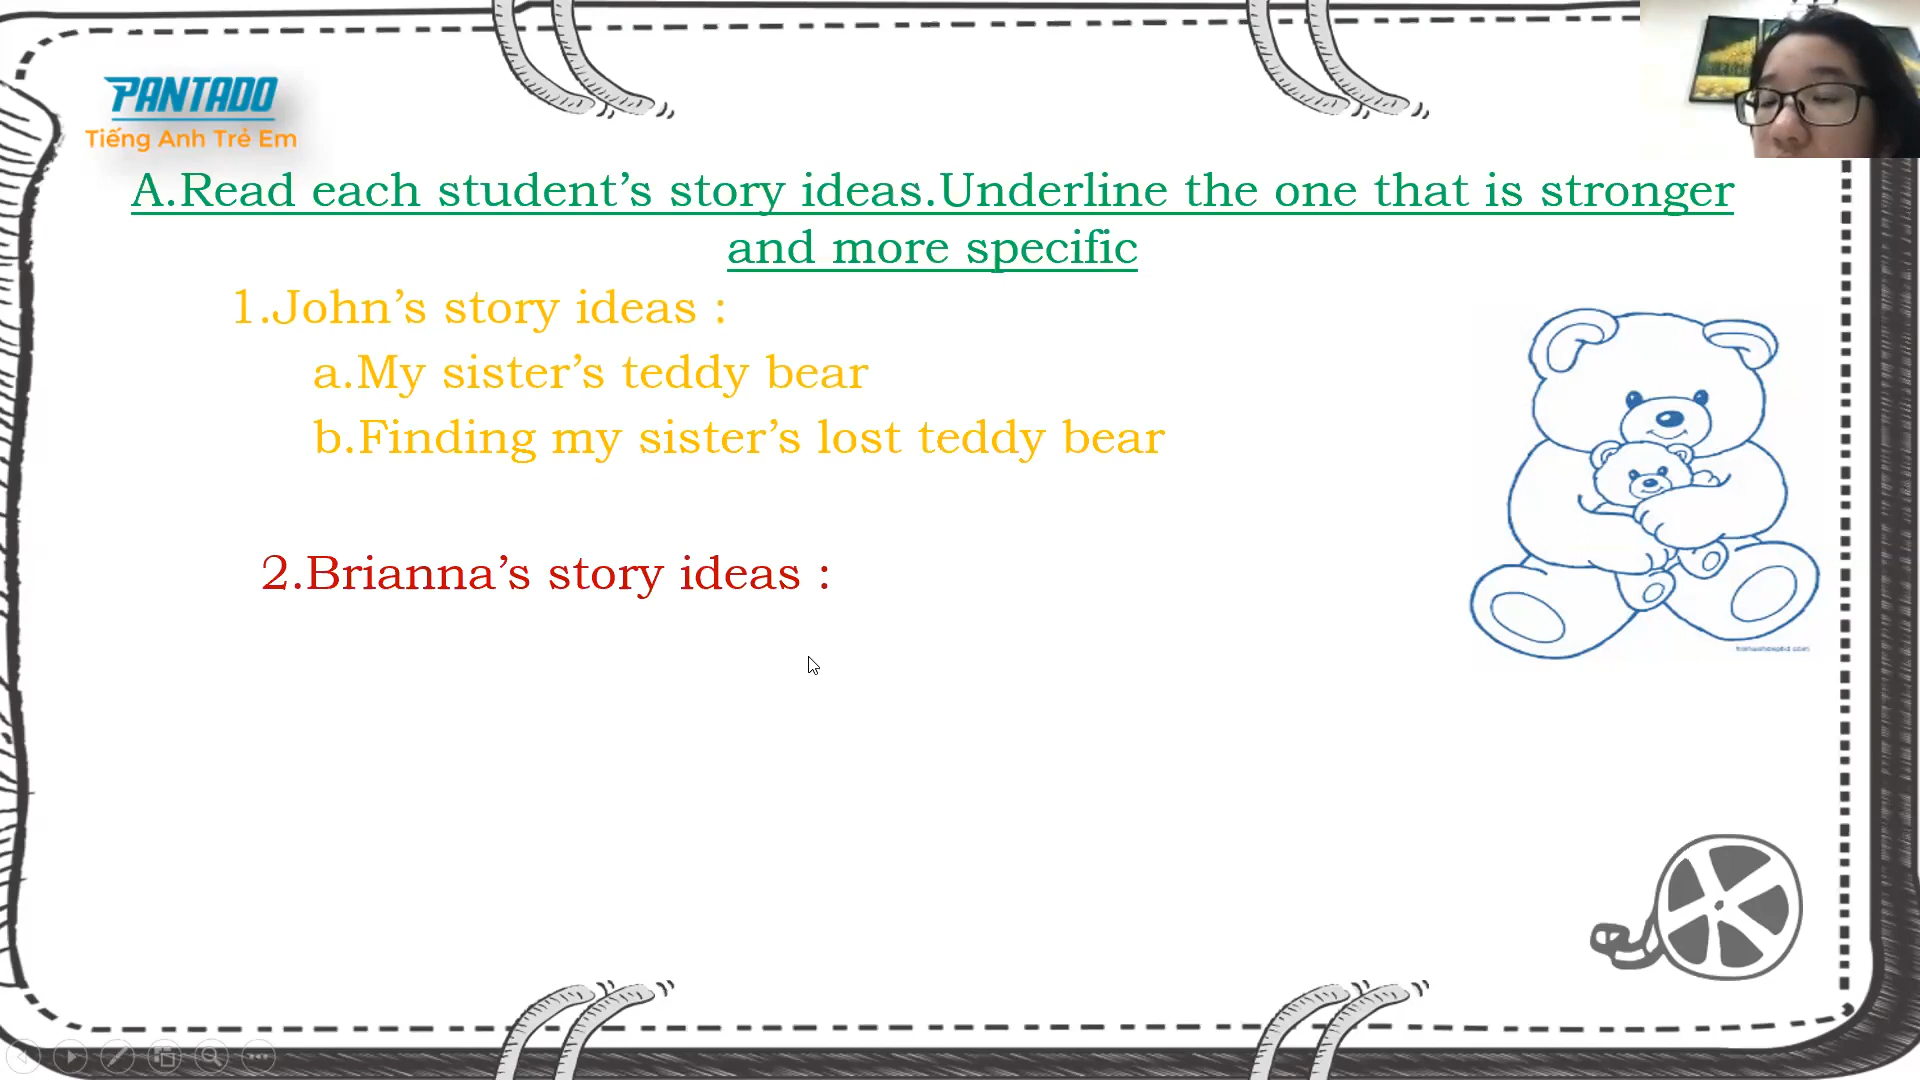 PANTADO
Tiếng Anh Trẻ Em
A.Read each student’s story ideas.Underline the one that is stronger
and more specific
1.John’s story ideas :
a.My sister’s teddy bear
b.Finding my sister’s lost teddy bear
2.Brianna’s story ideas :